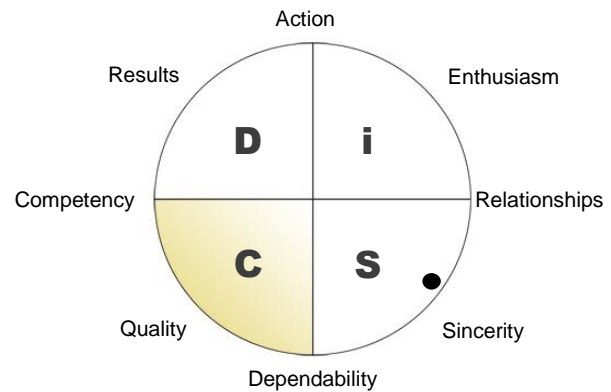 Action
Results
Enthusiasm
D
i
Competency
Relationships
C
S
Quality
Sincerity
Dependability